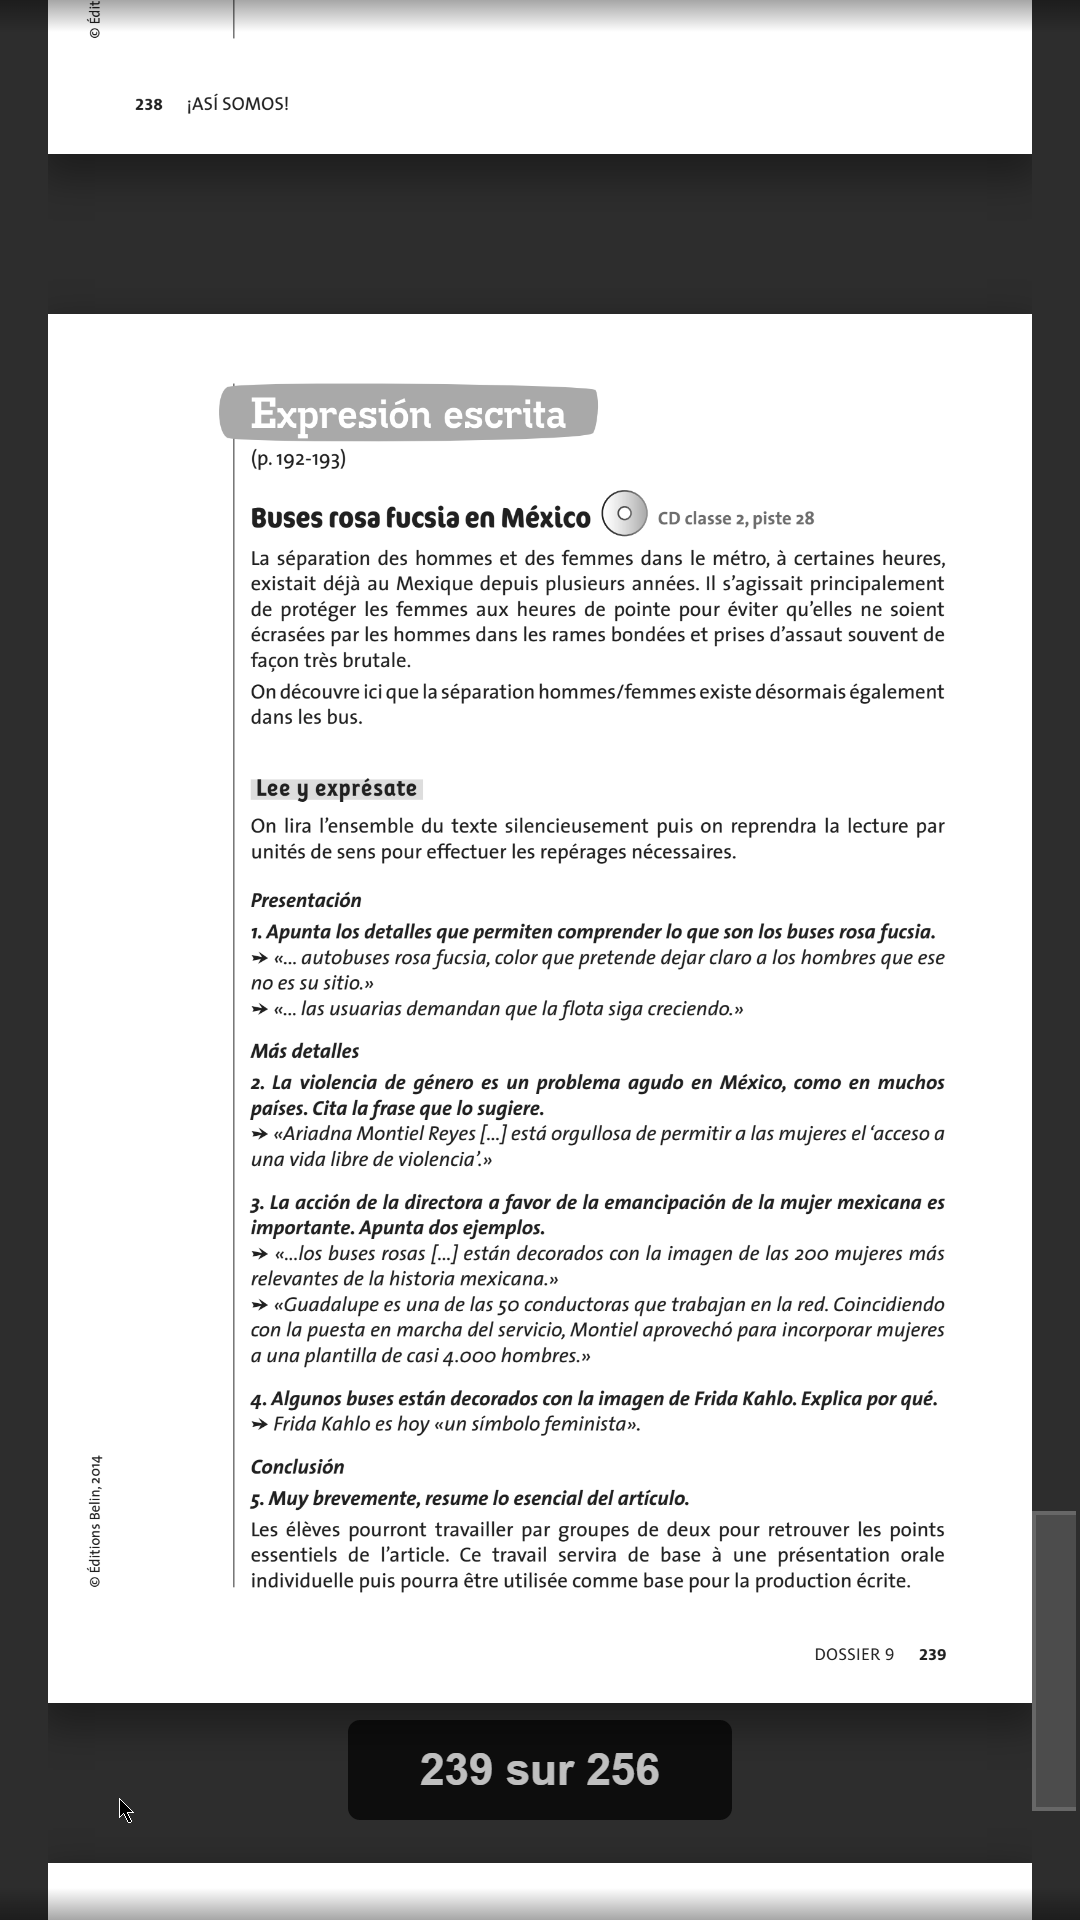 © Édit
238 ¡ASÍ SOMOS!
Expresión escrita
(p. 192-193)
Buses rosa fucsia en México CD classe 2, piste 28
La séparation des hommes et des femmes dans le métro, à certaines heures,
existait déjà au Mexique depuis plusieurs années. Il s’agissait principalement
de protéger les femmes aux heures de pointe pour éviter qu’elles ne soient
écrasées par les hommes dans les rames bondées et prises d’assaut souvent de
façon très brutale.
On découvre ici que la séparation hommes/femmes existe désormais également
dans les bus.
Lee y exprésate
On lira l’ensemble du texte silencieusement puis on reprendra la lecture par
unités de sens pour effectuer les repérages nécessaires.
Presentación
1. Apunta los detalles que permiten comprender lo que son los buses rosa fucsia.
➛ «... autobuses rosa fucsia, color que pretende dejar claro a los hombres que ese
no es su sitio.»
➛ «... las usuarias demandan que la flota siga creciendo.»
Más detalles
2. La violencia de género es un problema agudo en México, como en muchos
países. Cita la frase que lo sugiere.
➛ «Ariadna Montiel Reyes [...] está orgullosa de permitir a las mujeres el ‘acceso a
una vida libre de violencia’.»
3. La acción de la directora a favor de la emancipación de la mujer mexicana es
importante. Apunta dos ejemplos.
➛ «...los buses rosas [...] están decorados con la imagen de las 200 mujeres más
relevantes de la historia mexicana.»
➛ «Guadalupe es una de las 50 conductoras que trabajan en la red. Coincidiendo
con la puesta en marcha del servicio, Montiel aprovechó para incorporar mujeres
a una plantilla de casi 4.000 hombres.»
4. Algunos buses están decorados con la imagen de Frida Kahlo. Explica por qué.
➛ Frida Kahlo es hoy «un símbolo feminista».
Conclusión
5. Muy brevemente, resume lo esencial del artículo.
Les élèves pourront travailler par groupes de deux pour retrouver les points
essentiels de l’article. Ce travail servira de base à une présentation orale
individuelle puis pourra être utilisée comme base pour la production écrite.
© Éditions Belin, 2014
DOSSIER 9 239
239 sur 256